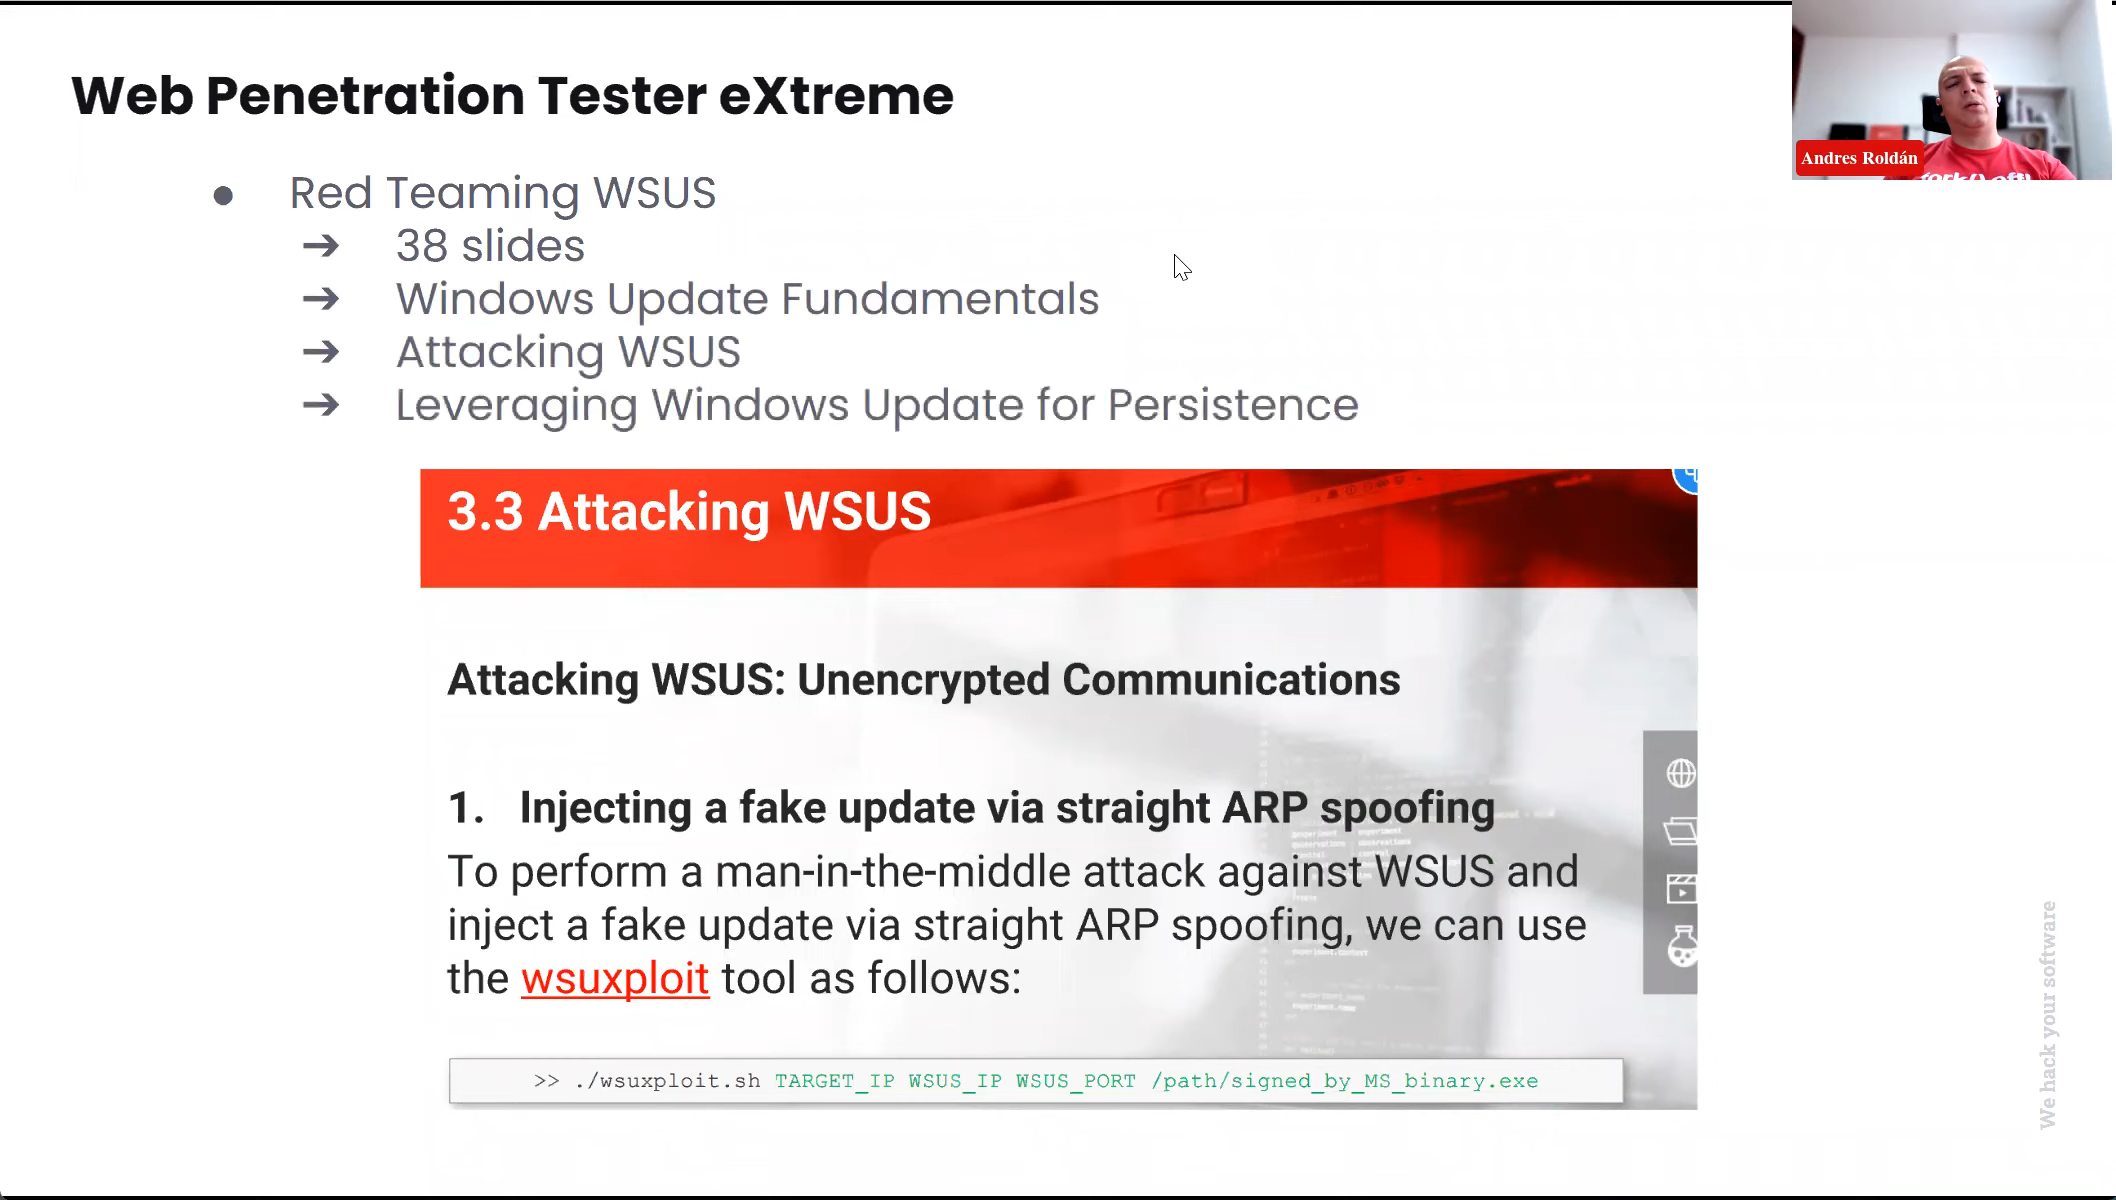 Web Penetration Tester eXtreme
Andres Roldán
● Red Teaming WSUS
➔ 38 slides
➔ Windows Update Fundamentals
➔ Attacking WSUS
➔ Leveraging Windows Update for Persistence
3.3 Attacking WSUS
Attacking WSUS: Unencrypted Communications
1. Injecting a fake update via straight ARP spoofing
To perform a man-in-the-middle attack against WSUS and
inject a fake update via straight ARP spoofing, we can use
the wsuxploit tool as follows:
>> ./wsuxploit.sh TARGET_IP WSUS_IP WSUS_PORT /path/signed_by_MS_binary.exe
We hack your software